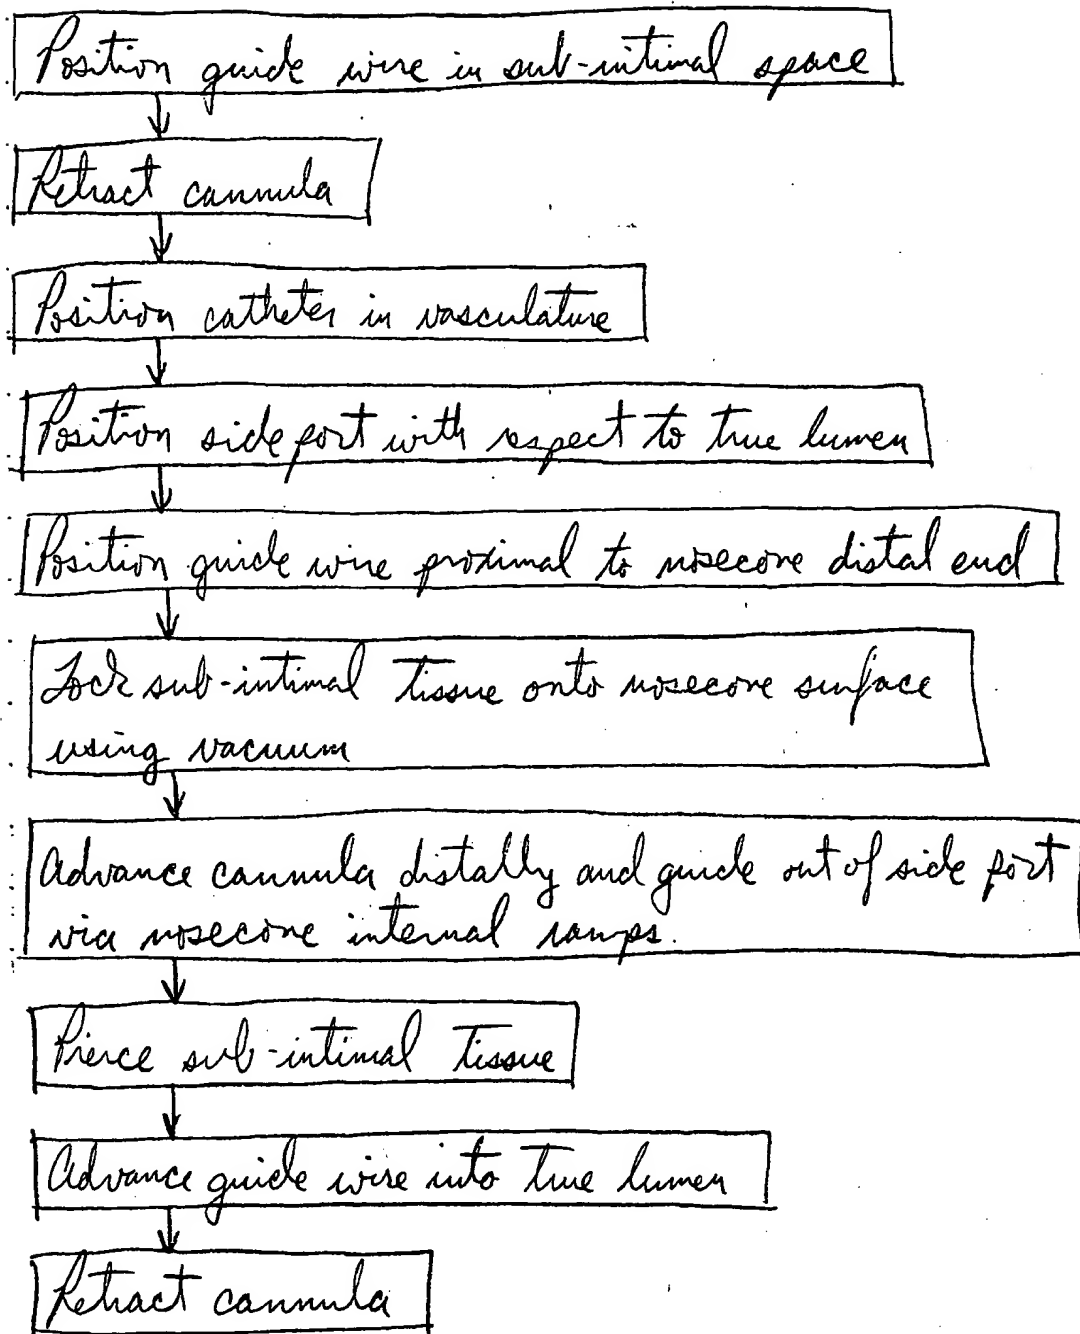 Position guide wire in sub-intimal space
Retract cannula
Position catheter in vasculature
Position side port with respect to true lumen
Position guide wire proximal to nosecone distal end
Lock sub-intimal tissue onto nosecone surface
using vacuum
Advance cannula distally and guide out of side port
via nosecone internal ramps.
Pierce sub-intimal tissue
Advance guide wire into true lumen
Retract cannula